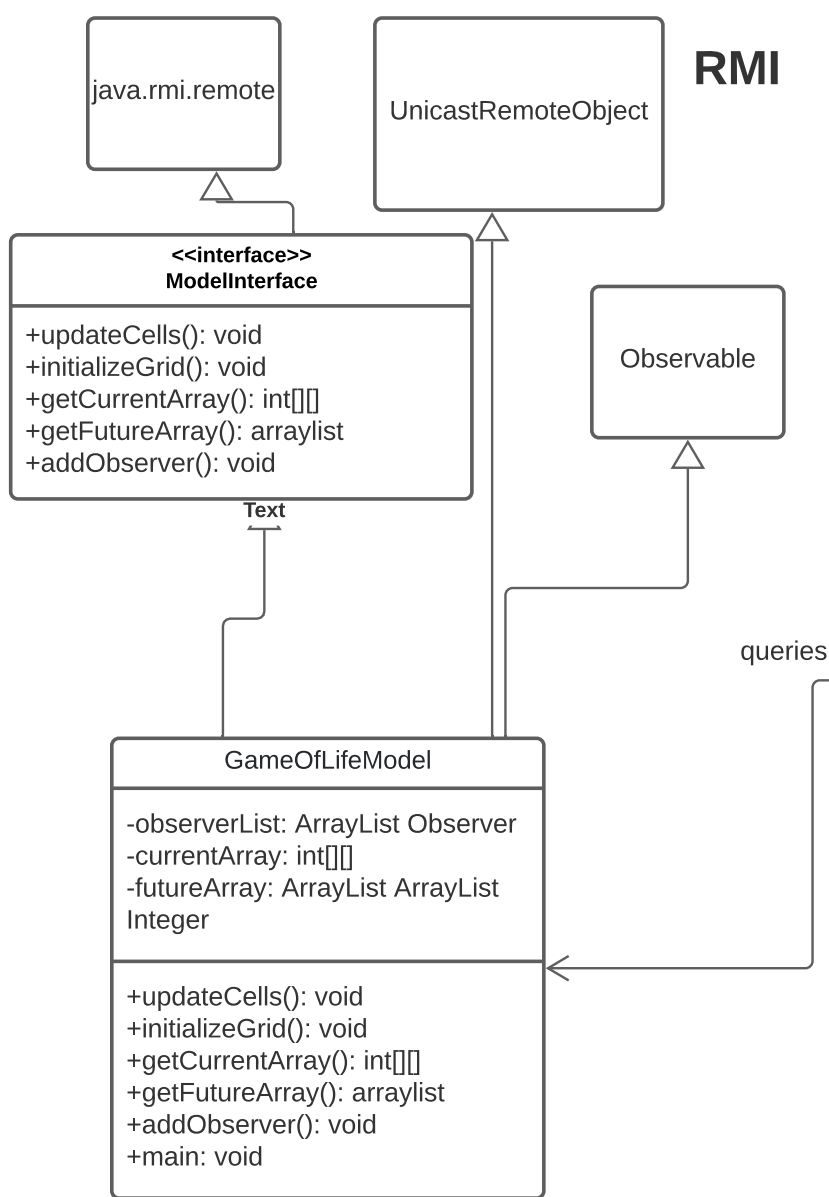 java.rmi.remote
UnicastRemoteObject
RMI
<<interface>>
ModelInterface
+updateCells(): void
+initializeGrid(): void
+getCurrentArray(): int[][]
+getFutureArray(): arraylist
+addObserver(): void
Observable
Text
queries
GameOfLifeModel
-observerList: ArrayList Observer
-currentArray: int[][]
-futureArray: ArrayList ArrayList
Integer
+updateCells(): void
+initializeGrid(): void
+getCurrentArray(): int[][]
+getFutureArray(): arraylist
+addObserver(): void
+main: void